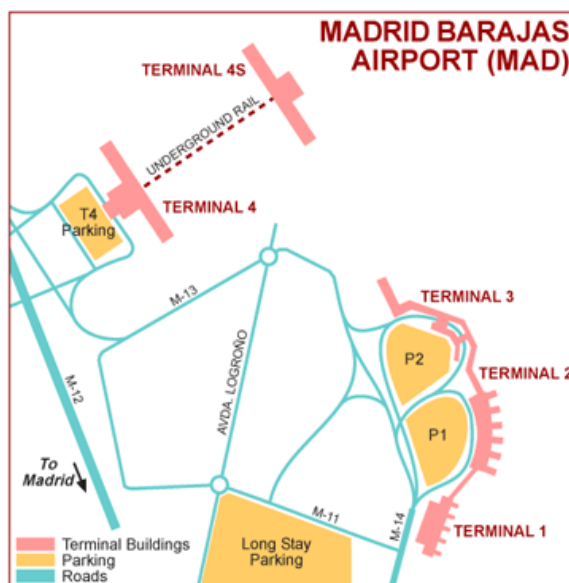 MADRID BARAJAS
AIRPORT (MAD)
TERMINAL 4S
UNDERGROUND RAIL
TERMINAL 4
T4
Parking
M-13
TERMINAL 3
P2
TERMINAL 2
AVDA. LOGROÑO
M-12
P1
To
Madrid
M-11
M-14
TERMINAL 1
Long Stay
Parking
Terminal Buildings
Parking
Roads